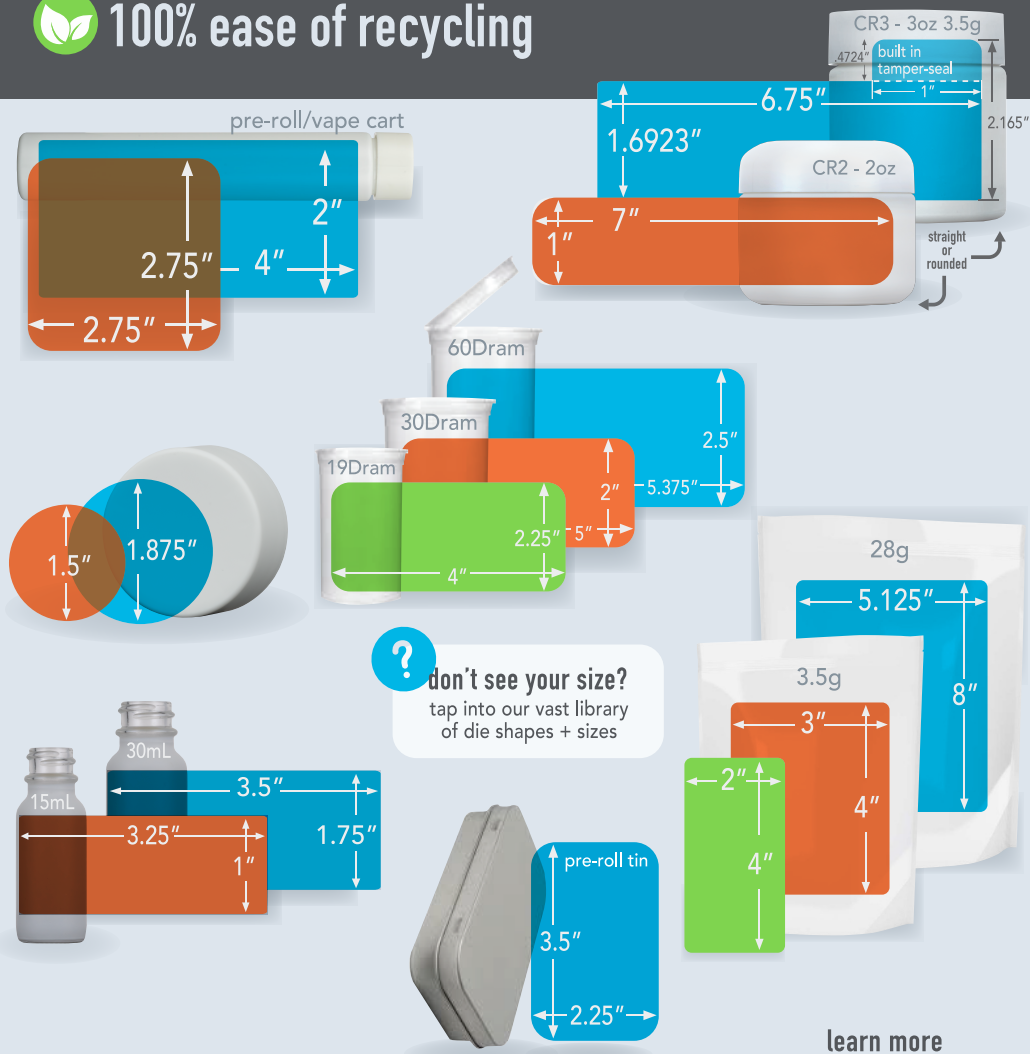 100% ease of recycling
CR3 - 3oz 3.5g
.4724″
built in
tamper-seal
1″
6.75″
2.165″
1.6923″
pre-roll/vape cart
2″
4″
2.75″
2.75″
CR2 - 2oz
7″
1″
straight
or
rounded
60Dram
2.5″
5.375″
30Dram
2″
5″
19Dram
2.25″
4″
1.5″
1.875″
?
don't see your size?
tap into our vast library
of die shapes + sizes
28g
5.125″
8″
3.5g
3″
4″
2″
4″
30mL
3.5″
1.75″
15mL
3.25″
1″
pre-roll tin
3.5″
2.25″
learn more